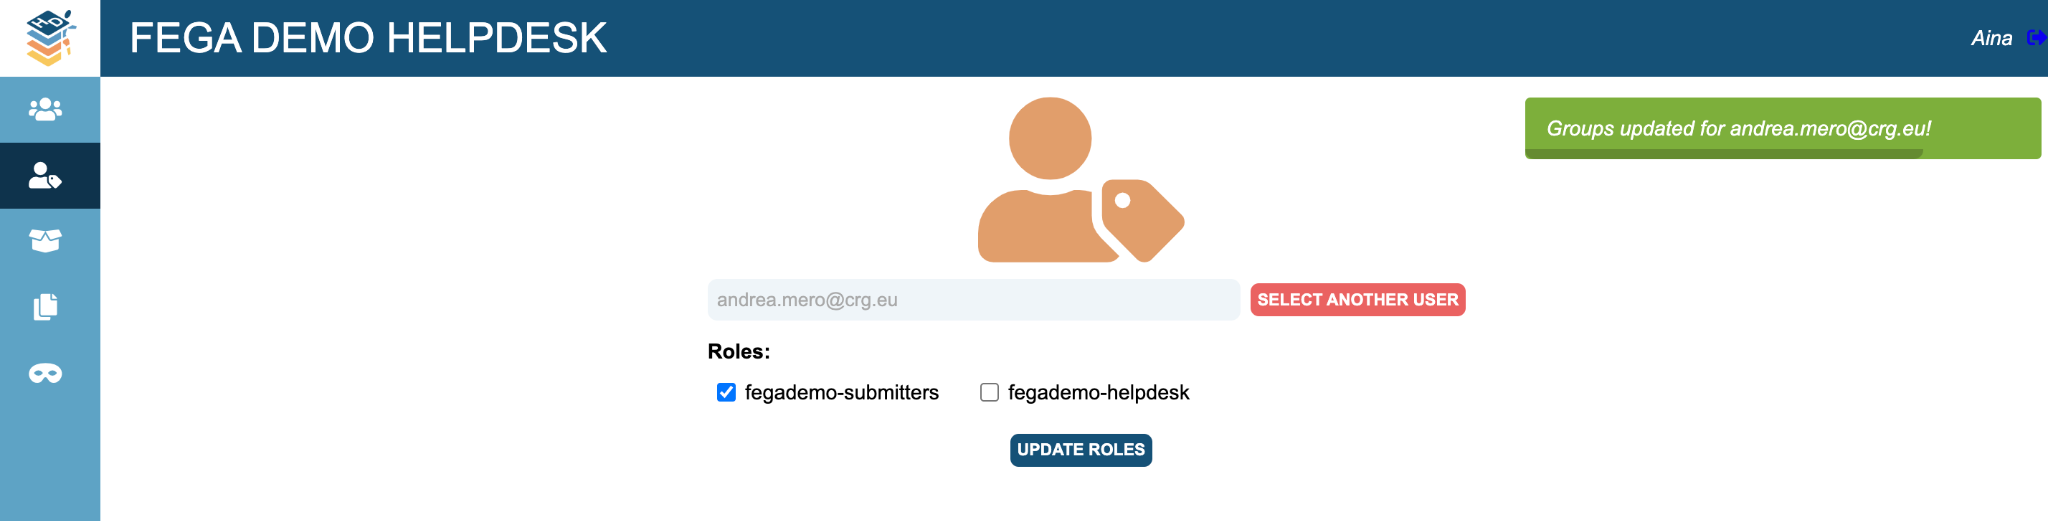 FEGA DEMO HELPDESK
Aina
Groups updated for andrea.mero@crg.eu!
andrea.mero@crg.eu
SELECT ANOTHER USER
Roles:
fegademo-submitters
fegademo-helpdesk
UPDATE ROLES